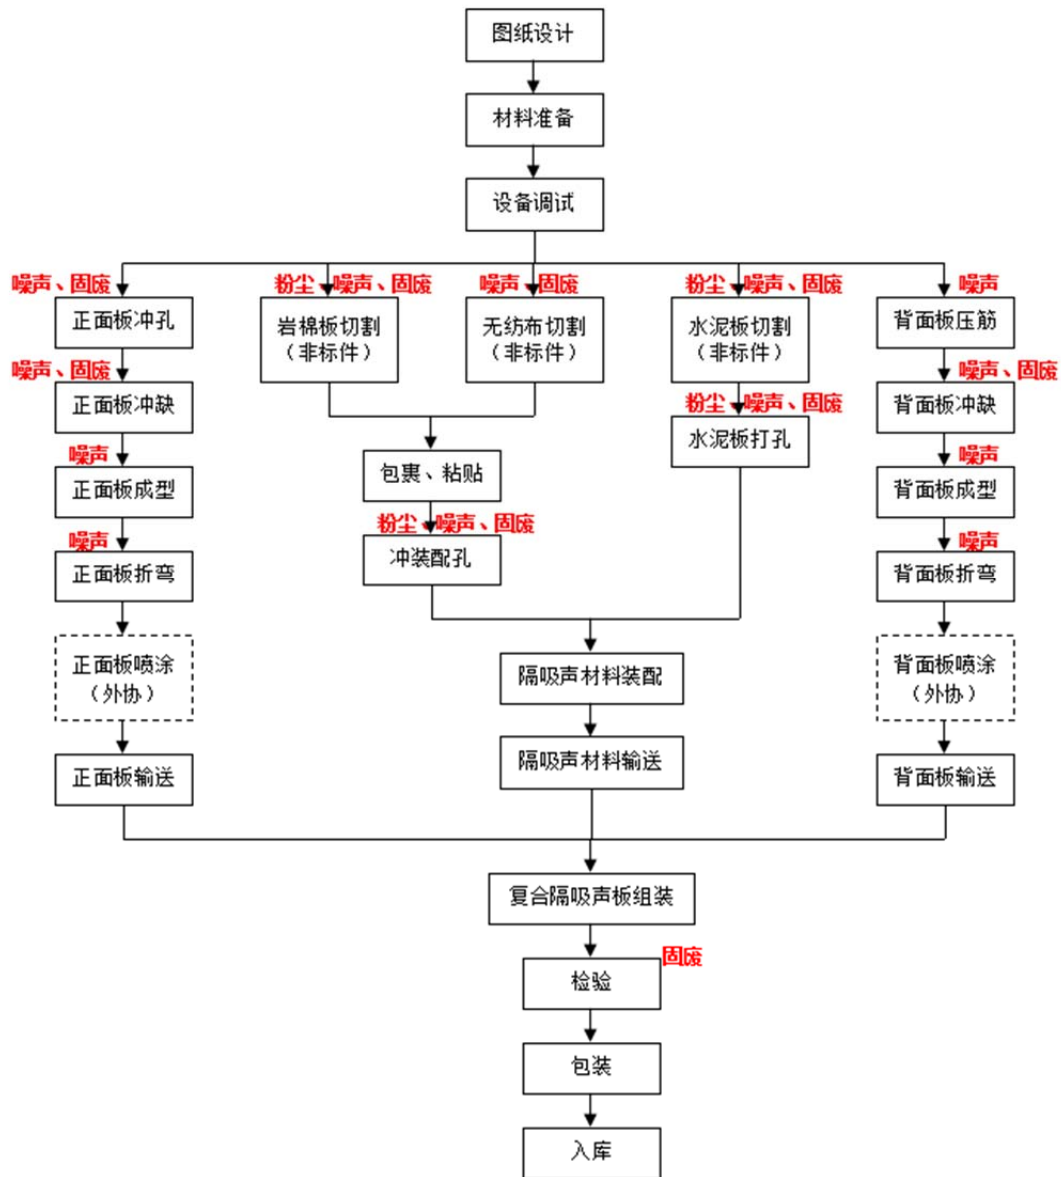 图纸设计
材料准备
设备调试
噪声、固废
粉尘、噪声、固废
噪声、固废
粉尘、噪声、固废
噪声
正面板冲孔
岩棉板切割
（非标件）
无纺布切割
（非标件）
水泥板切割
（非标件）
背面板压筋
噪声、固废
噪声、固废
正面板冲缺
粉尘、噪声、固废
水泥板打孔
背面板冲缺
噪声
噪声
正面板成型
包裹、粘贴
背面板成型
噪声
粉尘、噪声、固废
噪声
正面板折弯
冲装配孔
背面板折弯
正面板喷涂
（外协）
隔吸声材料装配
背面板喷涂
（外协）
正面板输送
隔吸声材料输送
背面板输送
复合隔吸声板组装
固废
检验
包装
入库